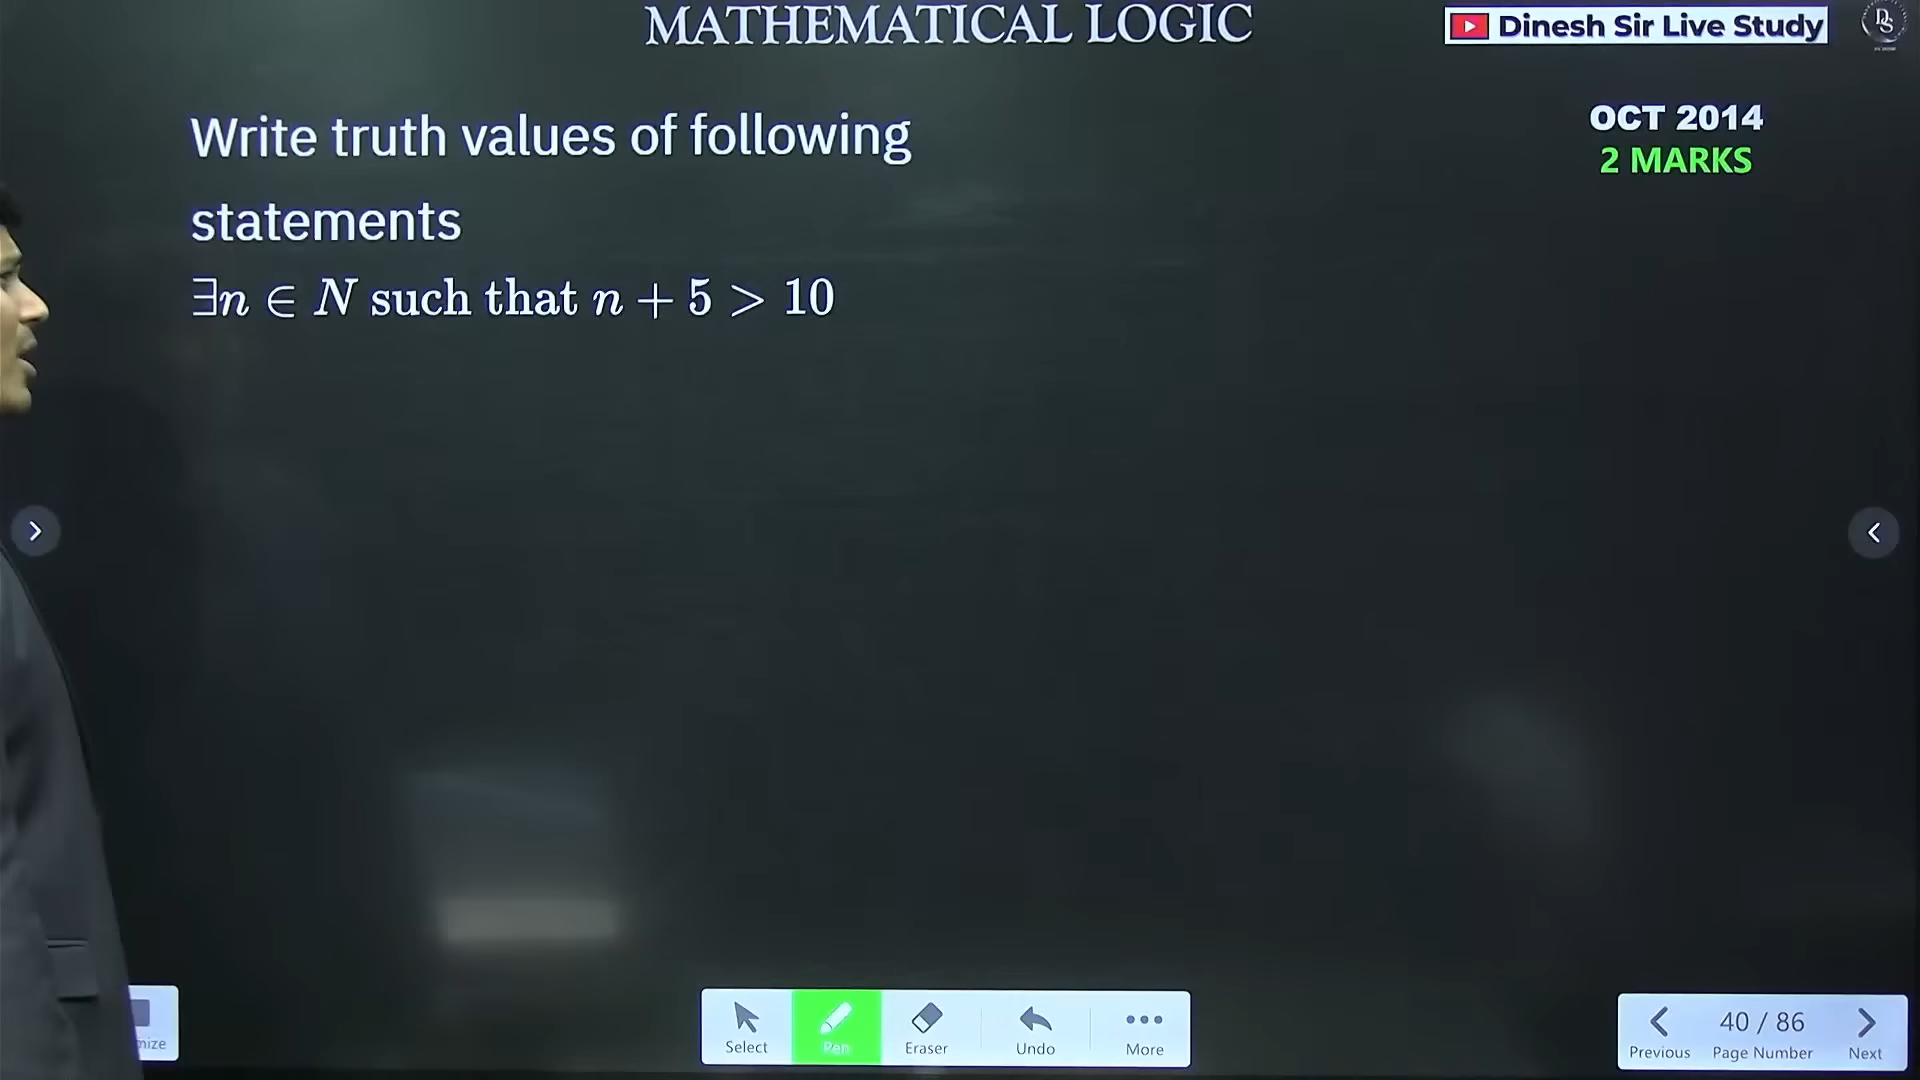 MATHEMATICAL LOGIC
Dinesh Sir Live Study
DS
OCT 2014
2 MARKS
Write truth values of following
statements
∃n ∈ N such that n + 5 > 10
Select
Pen
Eraser
Undo
More
40 / 86
Previous
Page Number
Next